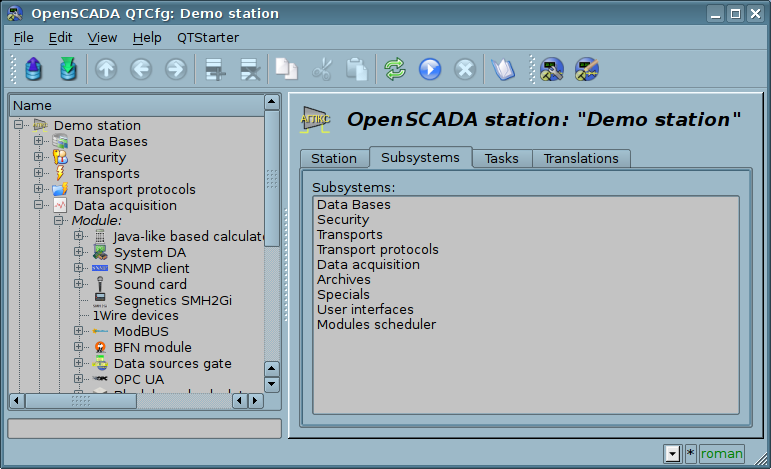 OpenSCADA QTCfg: Demo station
File Edit View Help QTStarter
Name
Demo station
Data Bases
Security
Transports
Transport protocols
Data acquisition
Module:
Java-like based calculat
System DA
SNMP client
Sound card
Segnetics SMH2Gi
1Wire devices
ModBUS
BFN module
Data sources gate
OPC UA
OpenSCADA station: "Demo station"
Station Subsystems Tasks Translations
Subsystems:
Data Bases
Security
Transports
Transport protocols
Data acquisition
Archives
Specials
User interfaces
Modules scheduler
* roman